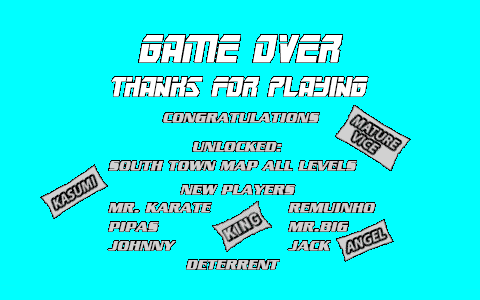 GAME OVER
THANKS FOR PLAYING
CONGRATULATIONS
MATURE
VICE
UNLOCKED:
SOUTH TOWN MAP ALL LEVELS
KASUMI
NEW PLAYERS
MR. KARATE
REMUINHO
PIPAS
KING
MR.BIG
JOHNNY
JACK
ANGEL
DETERRENT